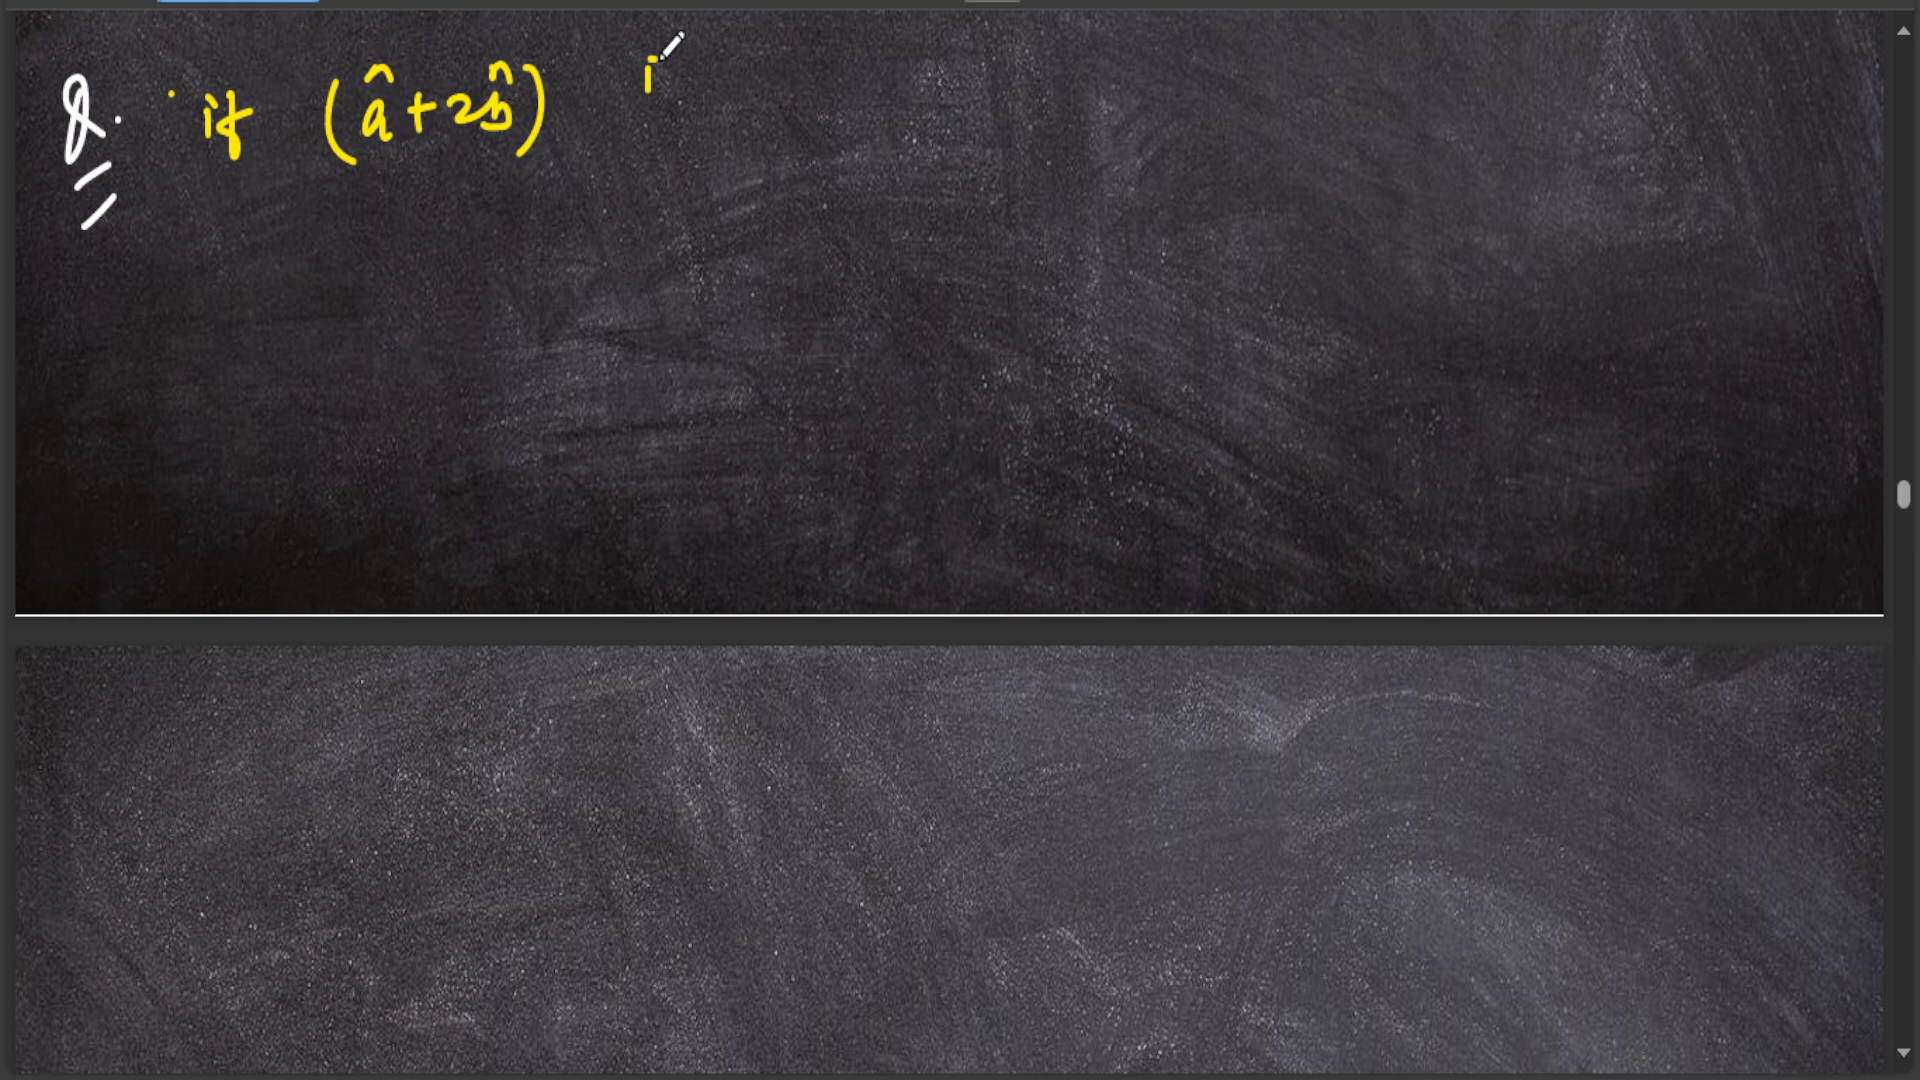 Q. if (â+2b̂) i